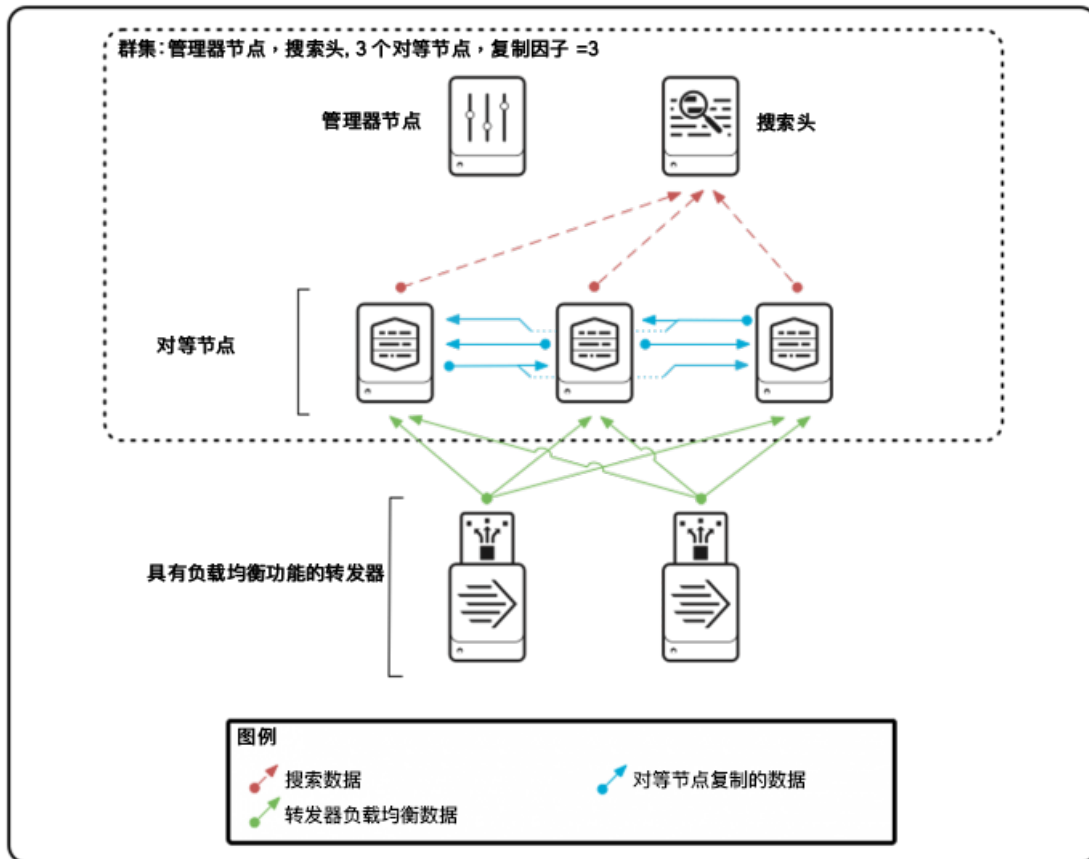 群集：管理器节点，搜索头, 3 个对等节点，复制因子 =3
管理器节点
搜索头
对等节点
具有负载均衡功能的转发器
图例
搜索数据
对等节点复制的数据
转发器负载均衡数据